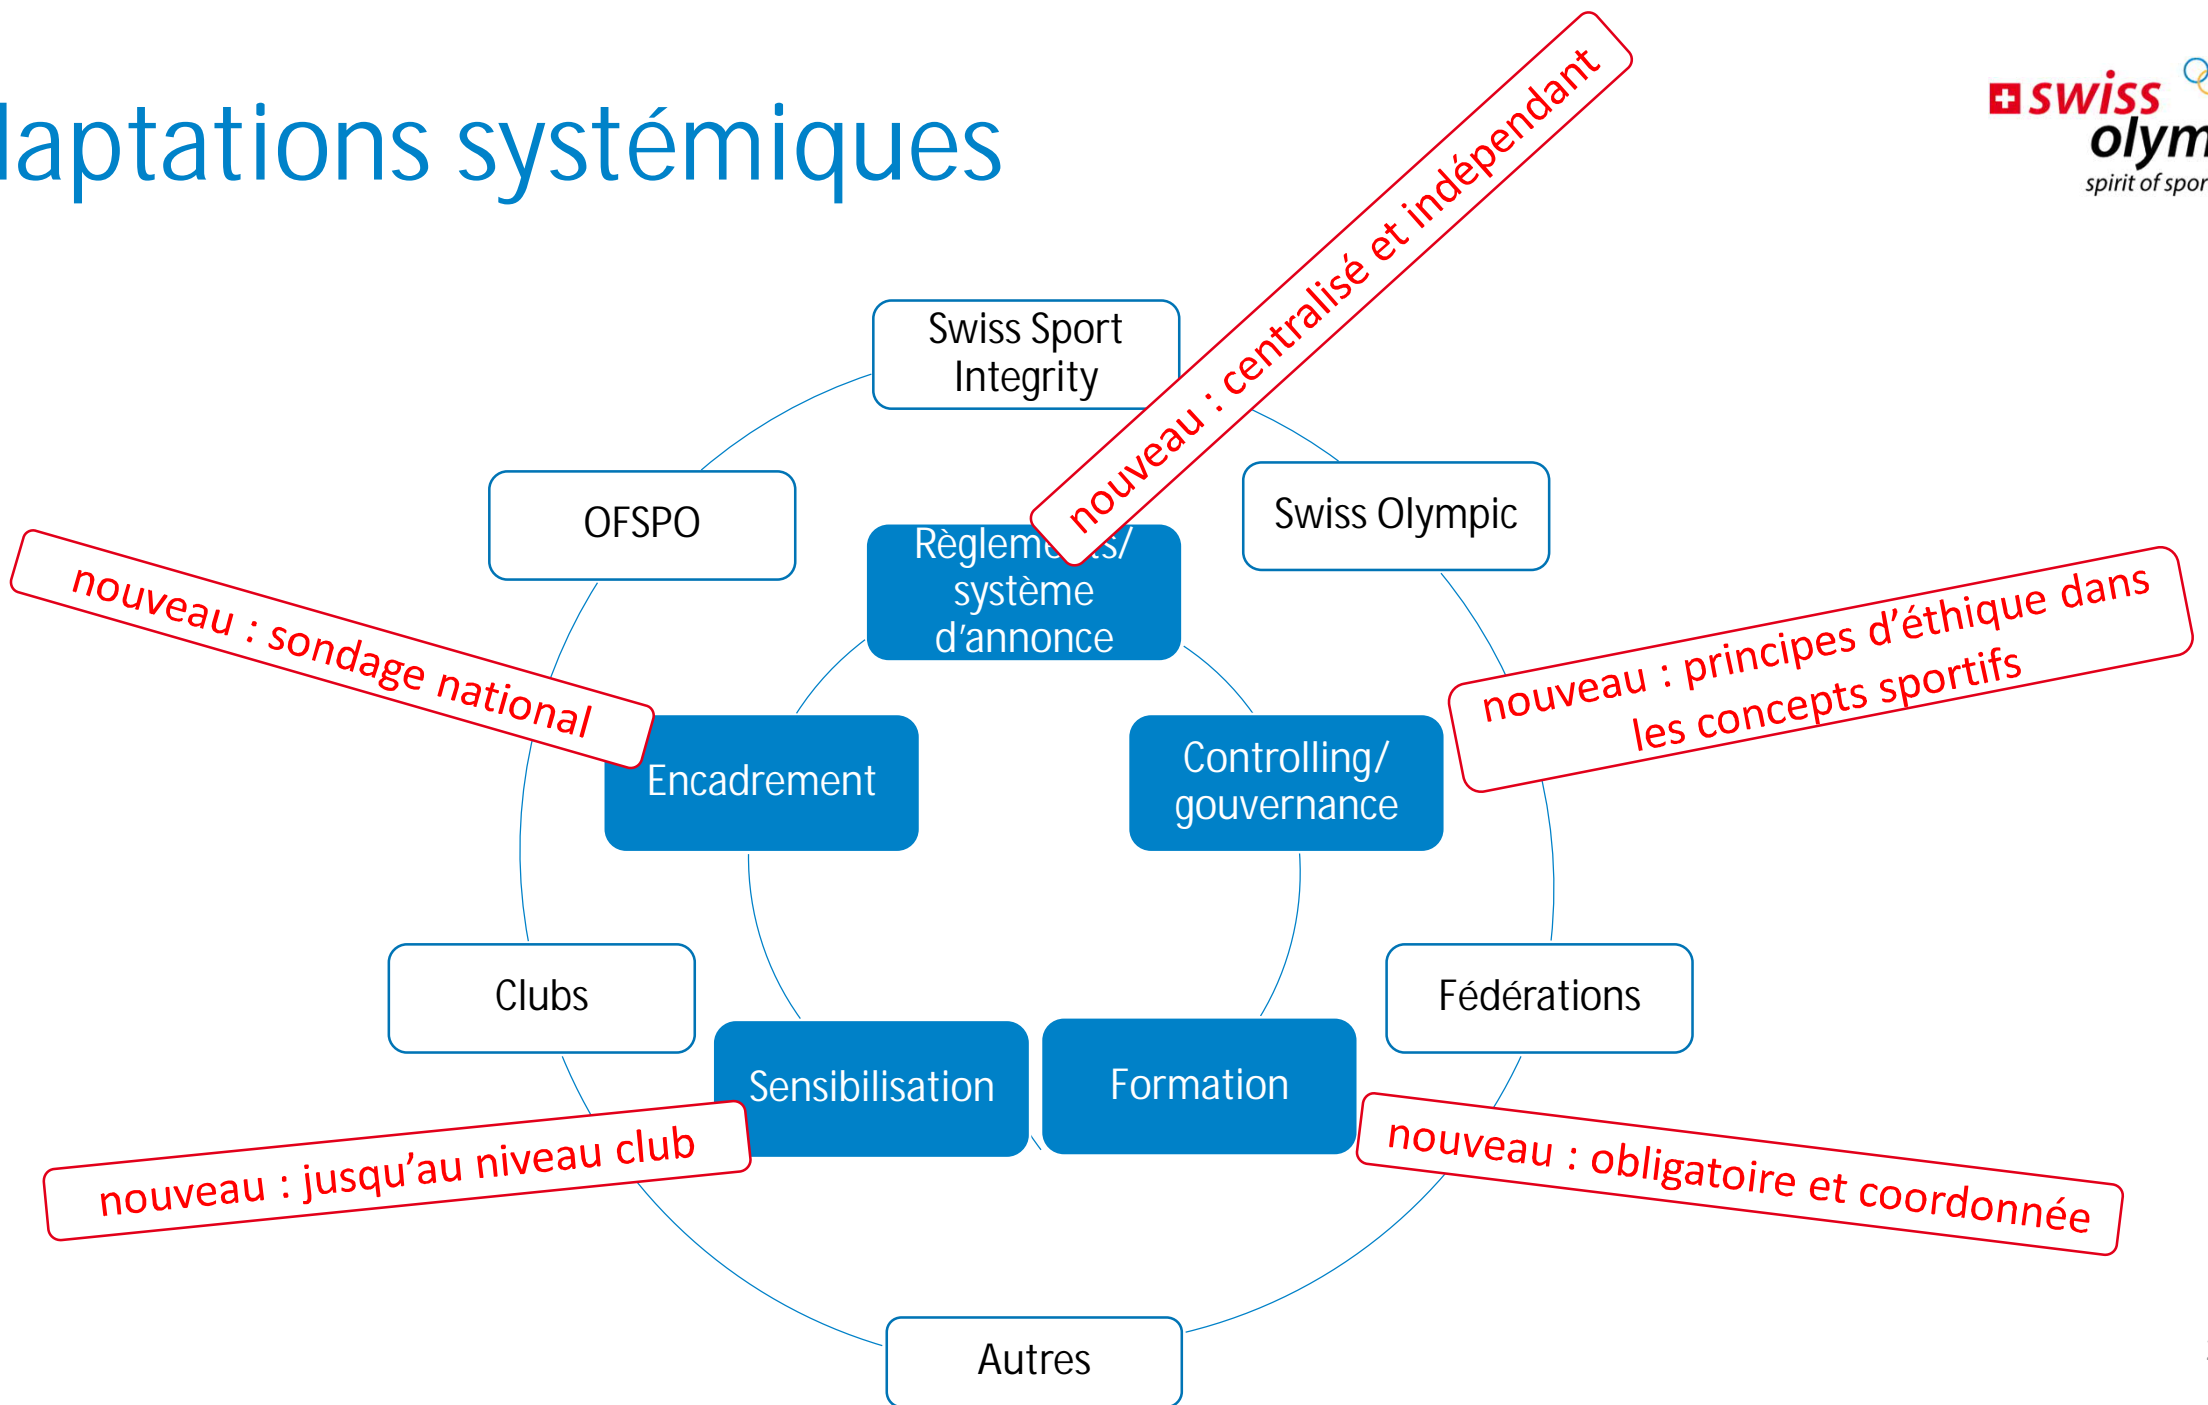 laptations systémiques
swiss
olym
spirit of spor
nouveau : centralisé et indépendant
Swiss Sport
Integrity
OFSPO
Swiss Olympic
Règlements/
système
d'annonce
nouveau : sondage national
nouveau : principes d'éthique dans
les concepts sportifs
Encadrement
Controlling/
gouvernance
Clubs
Fédérations
Sensibilisation
Formation
nouveau : jusqu'au niveau club
nouveau : obligatoire et coordonnée
Autres